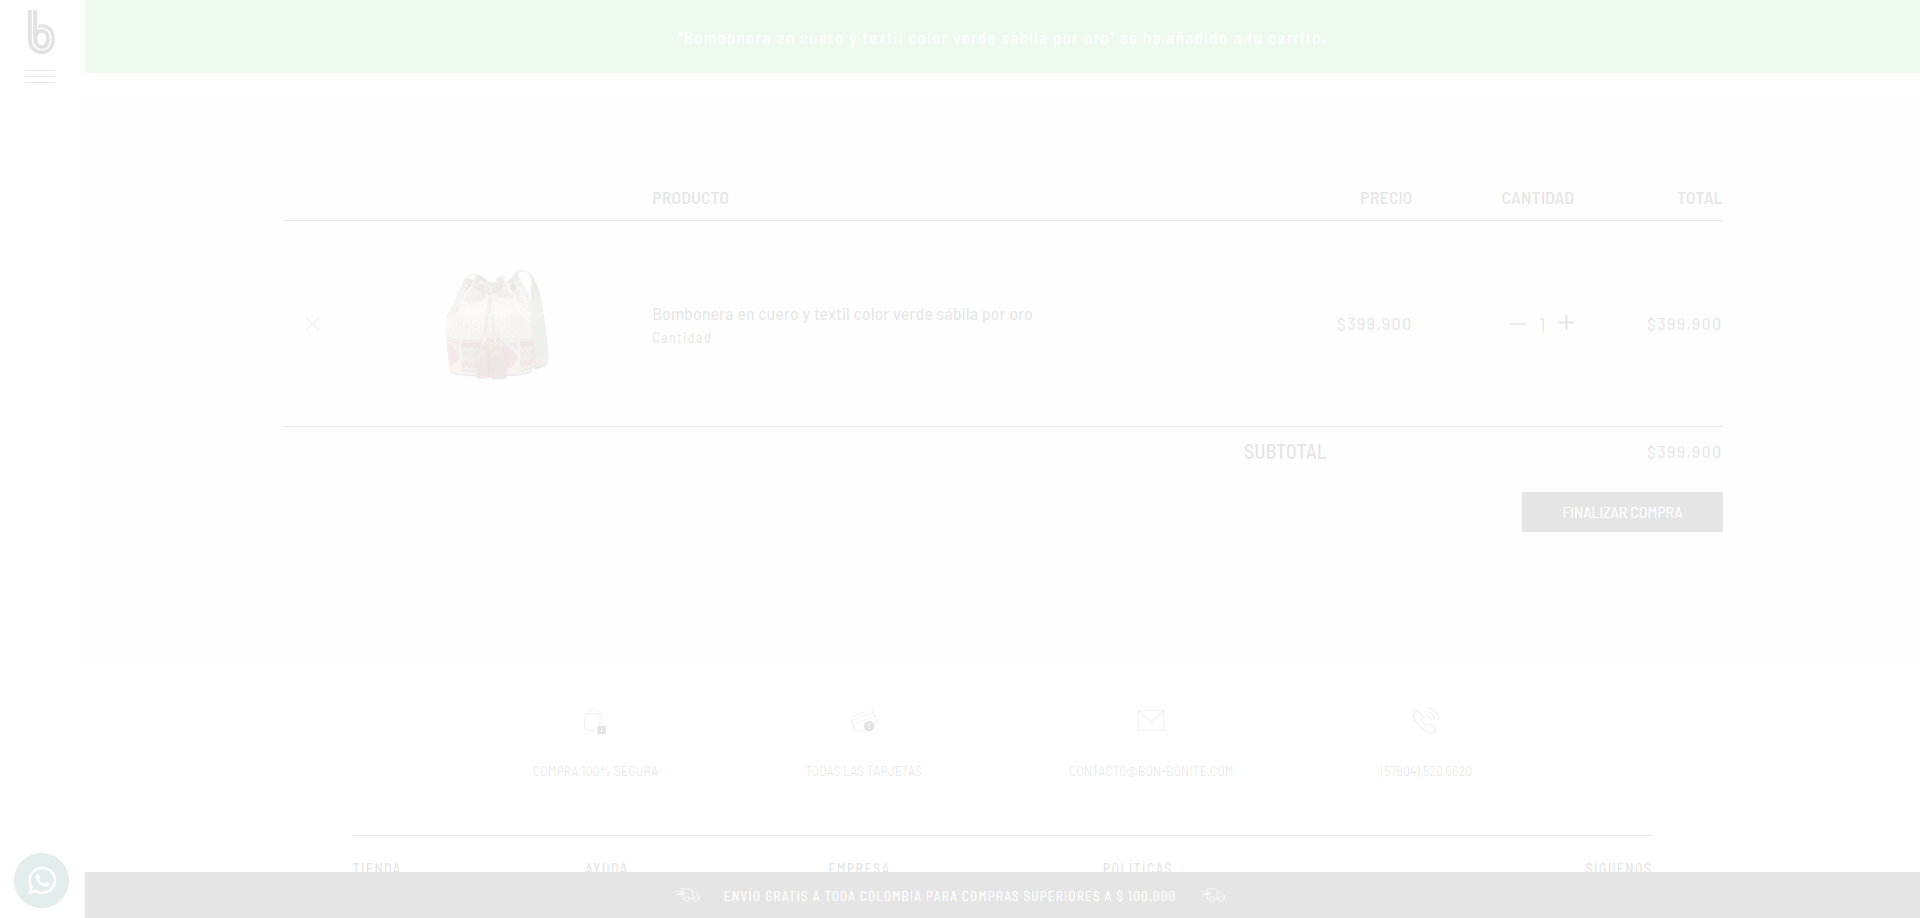 b
"Bombonera en cuero y textil color verde sábila por oro" se ha añadido a tu carrito.
PRODUCTO PRECIO CANTIDAD TOTAL
Bombonera en cuero y textil color verde sábila por oro
Cantidad
$399,900 1 $399,900
SUBTOTAL $399,900
FINALIZAR COMPRA
COMPRA 100% SEGURA TODAS LAS TARJETAS CONTACTO@BON-BONITE.COM (57604) 520 6620
TIENDA AYUDA EMPRESA POLÍTICAS SÍGUENOS
ENVÍO GRATIS A TODA COLOMBIA PARA COMPRAS SUPERIORES A $ 100.000